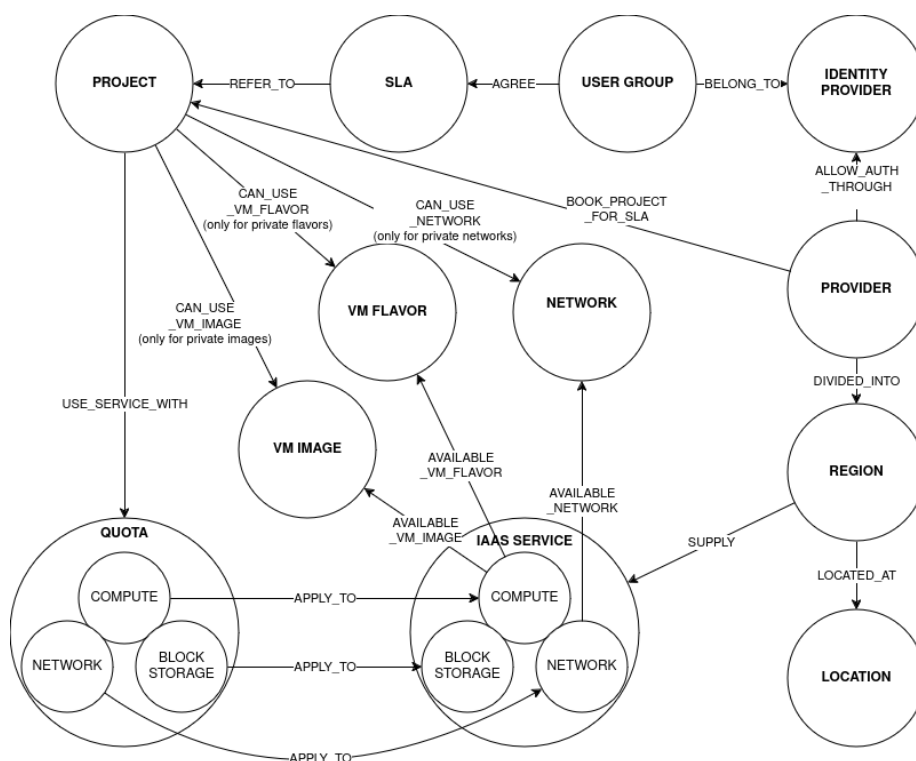 PROJECT
REFER_TO
SLA
AGREE
USER GROUP
BELONG_TO
IDENTITY
PROVIDER
ALLOW_AUTH
_THROUGH
CAN_USE
_VM_FLAVOR
(only for private flavors)
CAN_USE
_NETWORK
(only for private networks)
BOOK_PROJECT
_FOR_SLA
PROVIDER
CAN_USE
_VM_IMAGE
(only for private images)
VM FLAVOR
NETWORK
DIVIDED_INTO
USE_SERVICE_WITH
VM IMAGE
AVAILABLE
_VM_FLAVOR
REGION
AVAILABLE
_NETWORK
AVAILABLE
_VM_IMAGE
QUOTA
IAAS SERVICE
SUPPLY
LOCATED_AT
COMPUTE
APPLY_TO
COMPUTE
NETWORK
BLOCK
STORAGE
APPLY_TO
BLOCK
STORAGE
NETWORK
LOCATION
APPLY_TO